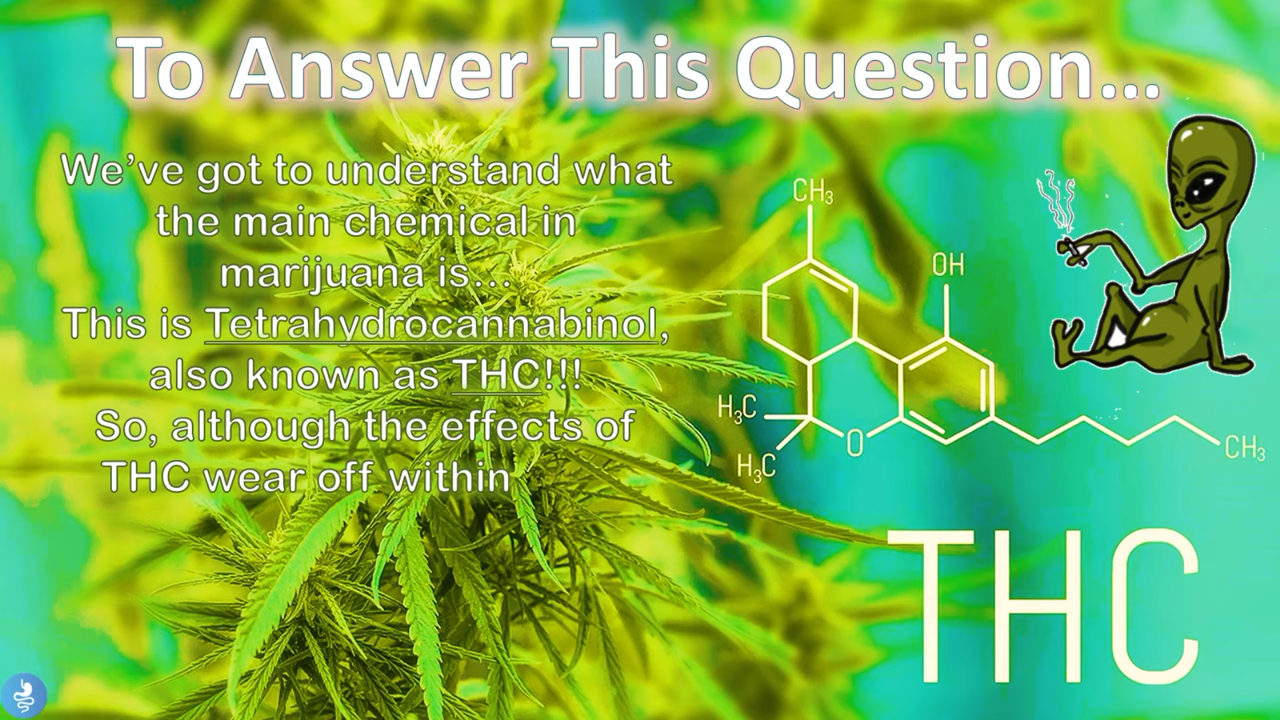 To Answer This Question...
We've got to understand what
the main chemical in
marijuana is...
This is Tetrahydrocannabinol,
also known as THC!!!
So, although the effects of
THC wear off within
CH₃
OH
H₃C
O
H₃C
CH₃
THC